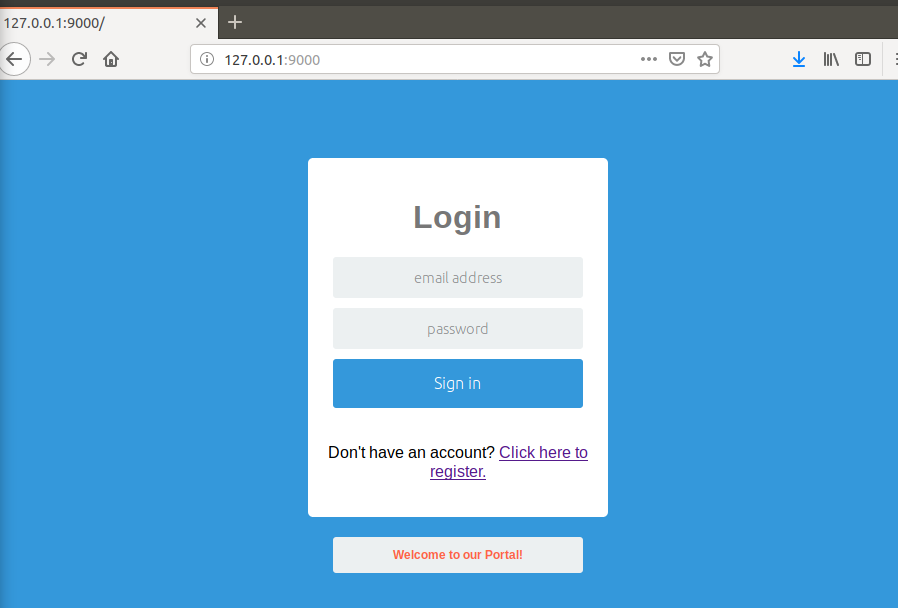 127.0.0.1:9000/
127.0.0.1:9000
Login
email address
password
Sign in
Don't have an account? Click here to
register.
Welcome to our Portal!